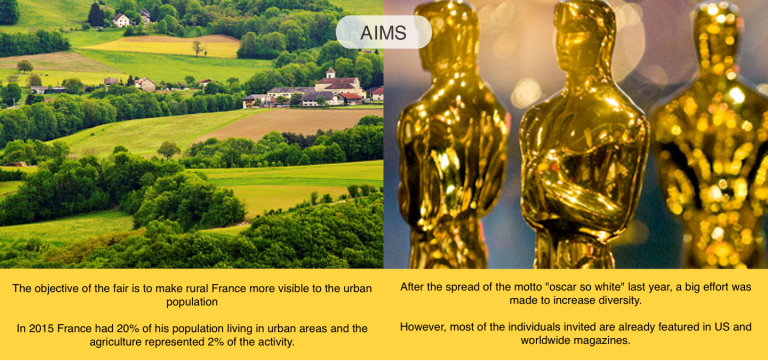 AIMS
The objective of the fair is to make rural France more visible to the urban
population
In 2015 France had 20% of his population living in urban areas and the
agriculture represented 2% of the activity.
After the spread of the motto "oscar so white" last year, a big effort was
made to increase diversity.
However, most of the individuals invited are already featured in US and
worldwide magazines.